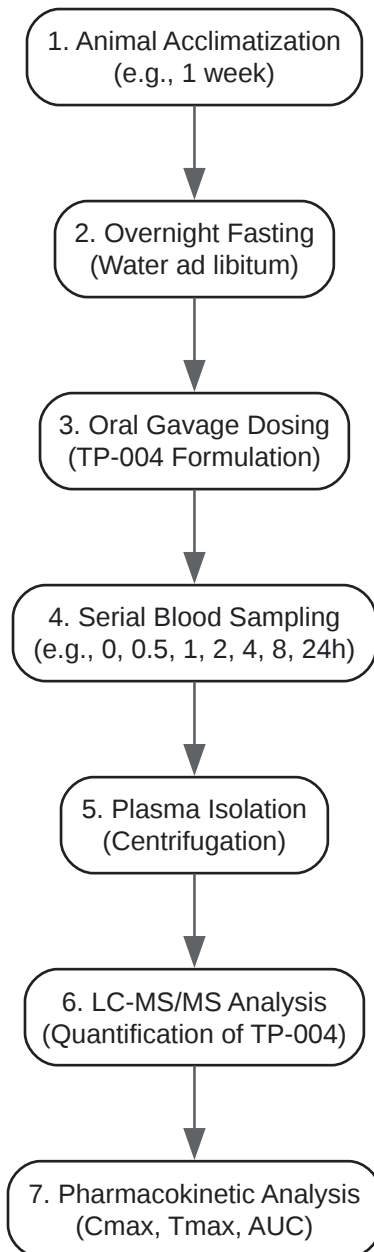 1. Animal Acclimatization
(e.g., 1 week)
2. Overnight Fasting
(Water ad libitum)
3. Oral Gavage Dosing
(TP-004 Formulation)
4. Serial Blood Sampling
(e.g., 0, 0.5, 1, 2, 4, 8, 24h)
5. Plasma Isolation
(Centrifugation)
6. LC-MS/MS Analysis
(Quantification of TP-004)
7. Pharmacokinetic Analysis
(Cmax, Tmax, AUC)